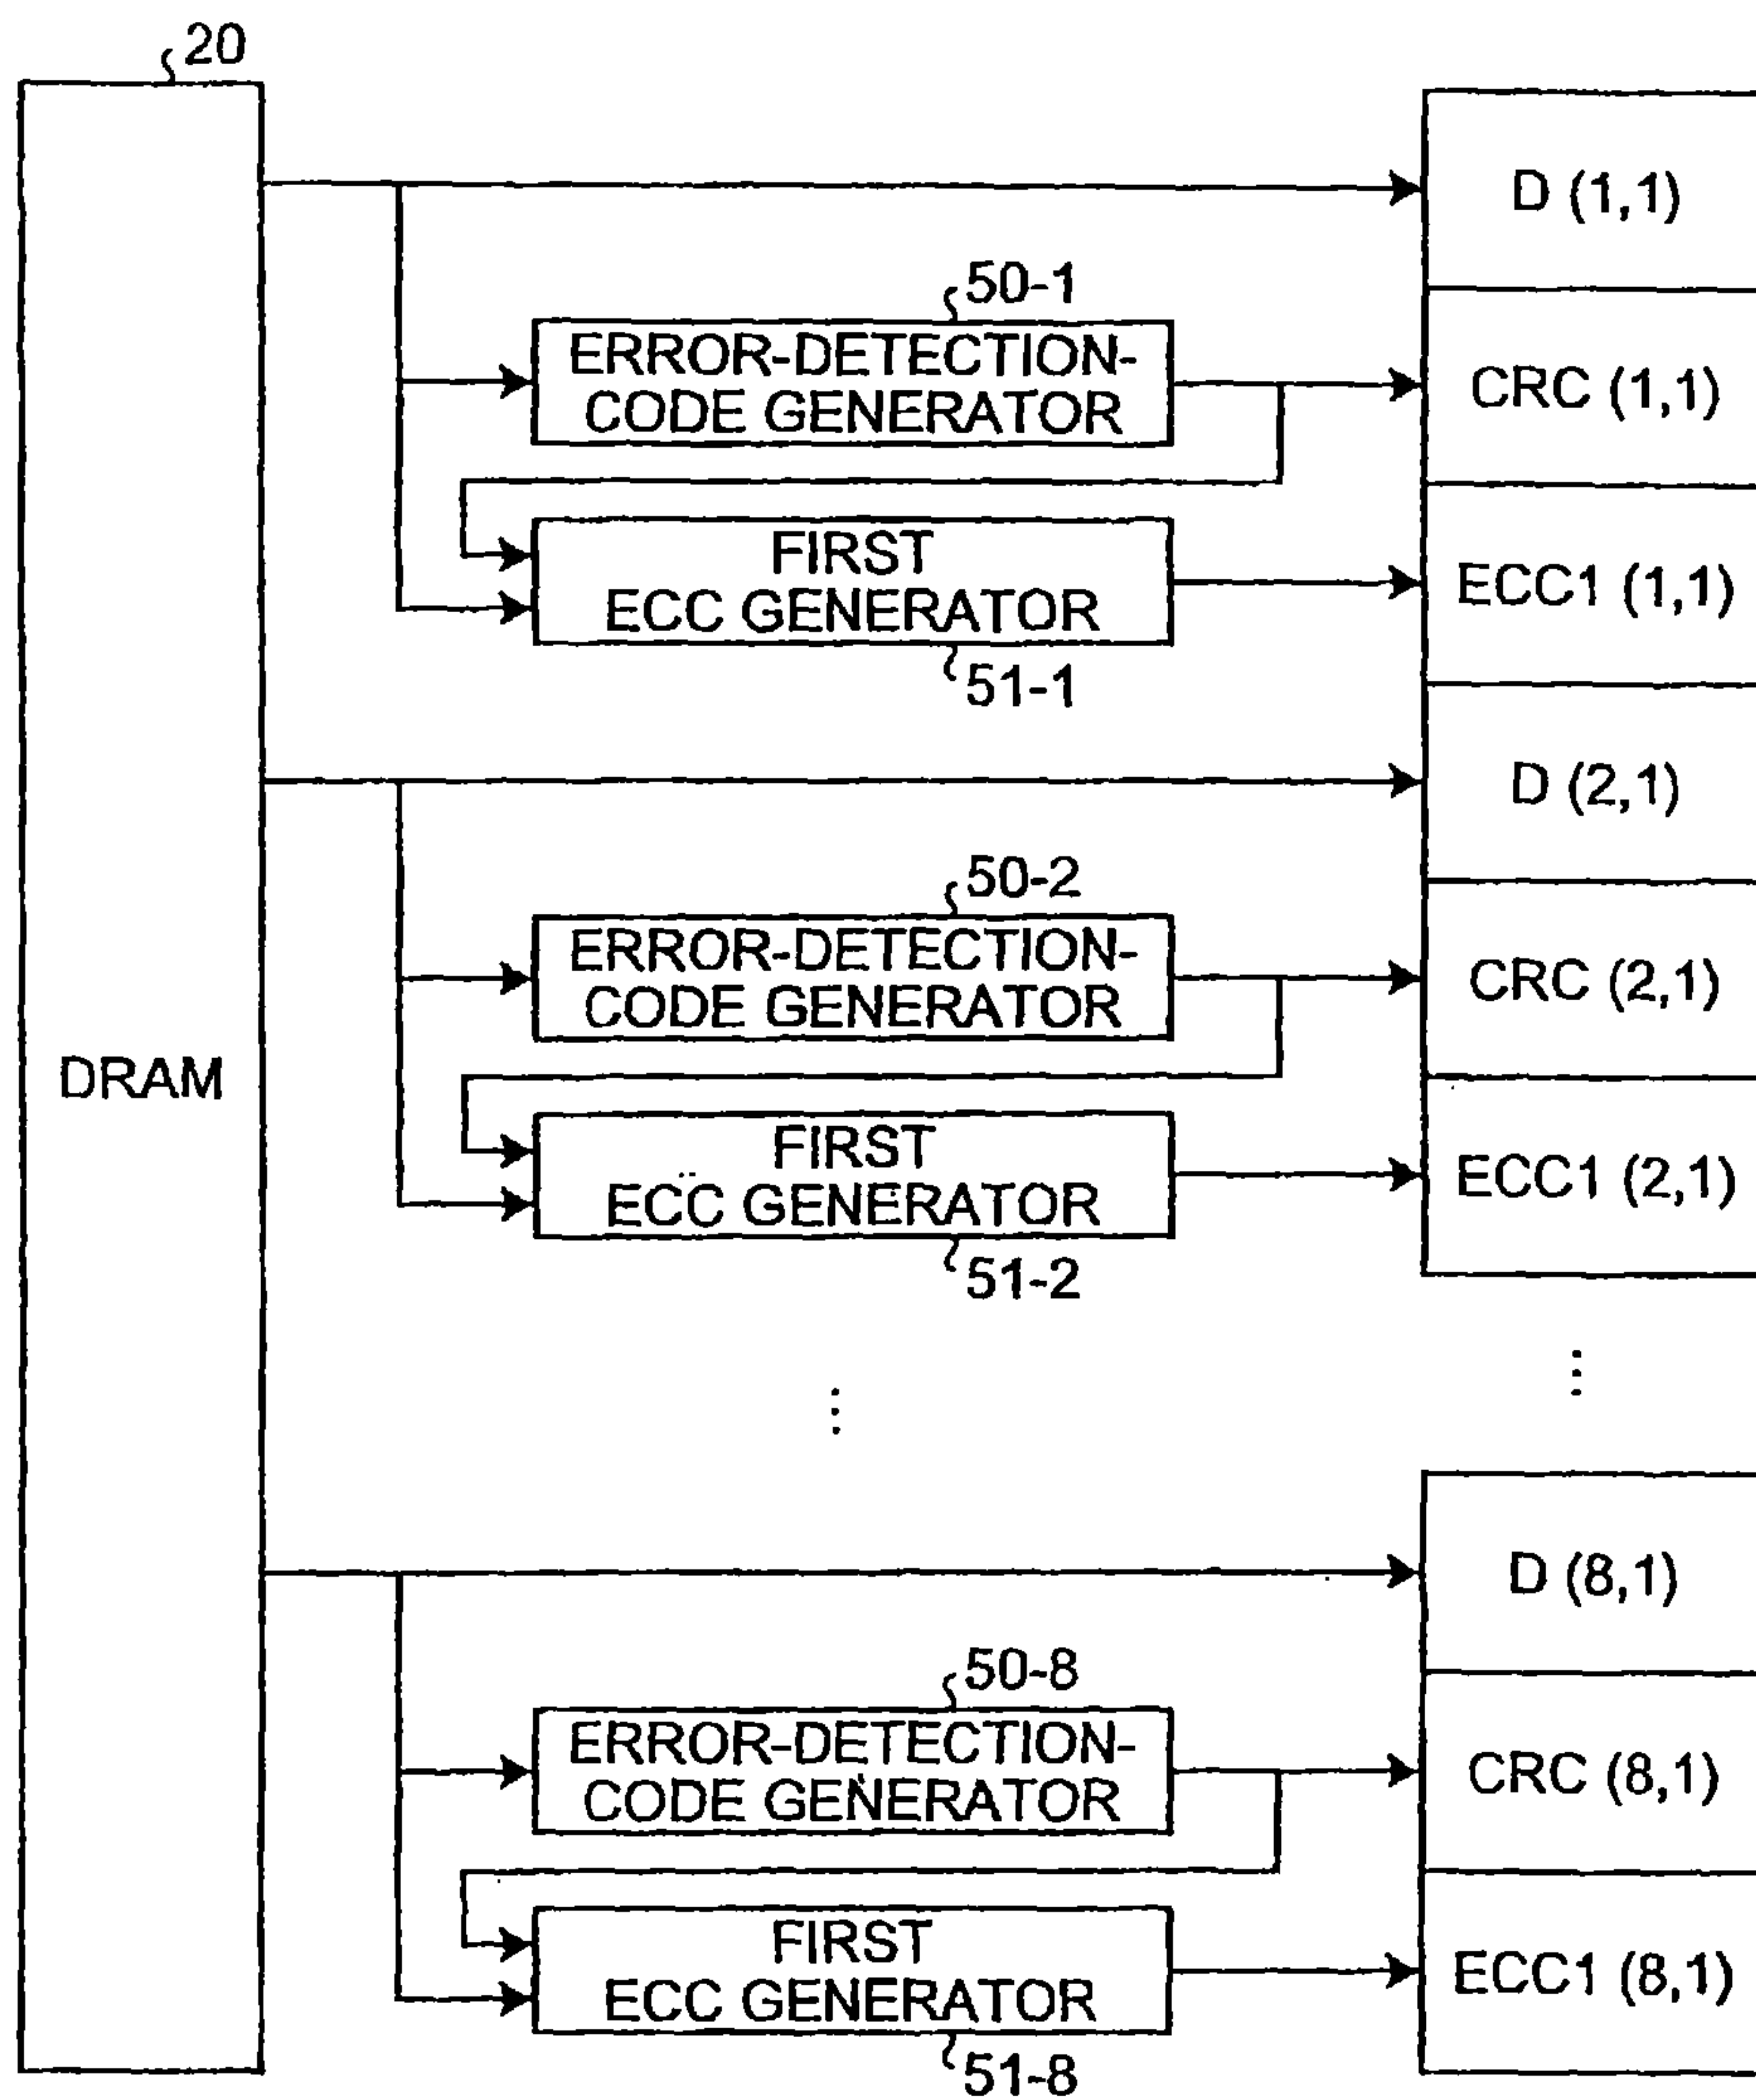 20
D (1,1)
50-1
ERROR-DETECTION-
CODE GENERATOR
CRC (1,1)
FIRST
ECC GENERATOR
ECC1 (1,1)
51-1
D (2,1)
50-2
ERROR-DETECTION-
CODE GENERATOR
CRC (2,1)
DRAM
FIRST
ECC GENERATOR
ECC1 (2,1)
51-2
D (8,1)
50-8
ERROR-DETECTION-
CODE GENERATOR
CRC (8,1)
FIRST
ECC GENERATOR
ECC1 (8,1)
51-8